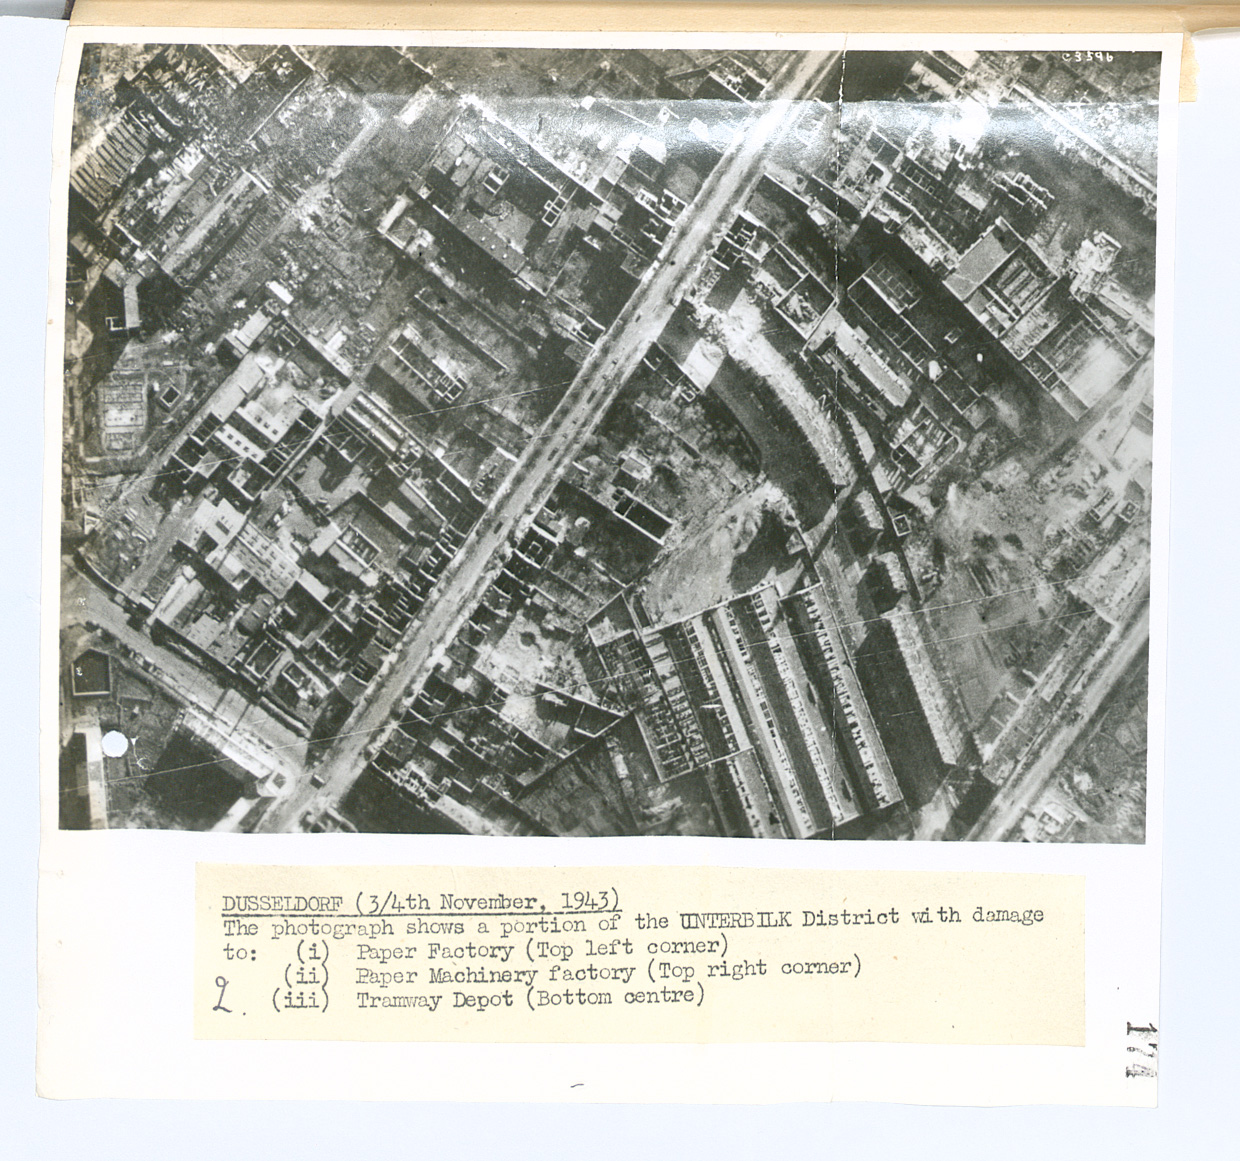 C3596
DUSSELDORF (3/4th November, 1943)
The photograph shows a portion of the UNTERBILK District with damage
to: (i) Paper Factory (Top left corner)
(ii) Paper Machinery factory (Top right corner)
2. (iii) Tramway Depot (Bottom centre)
174